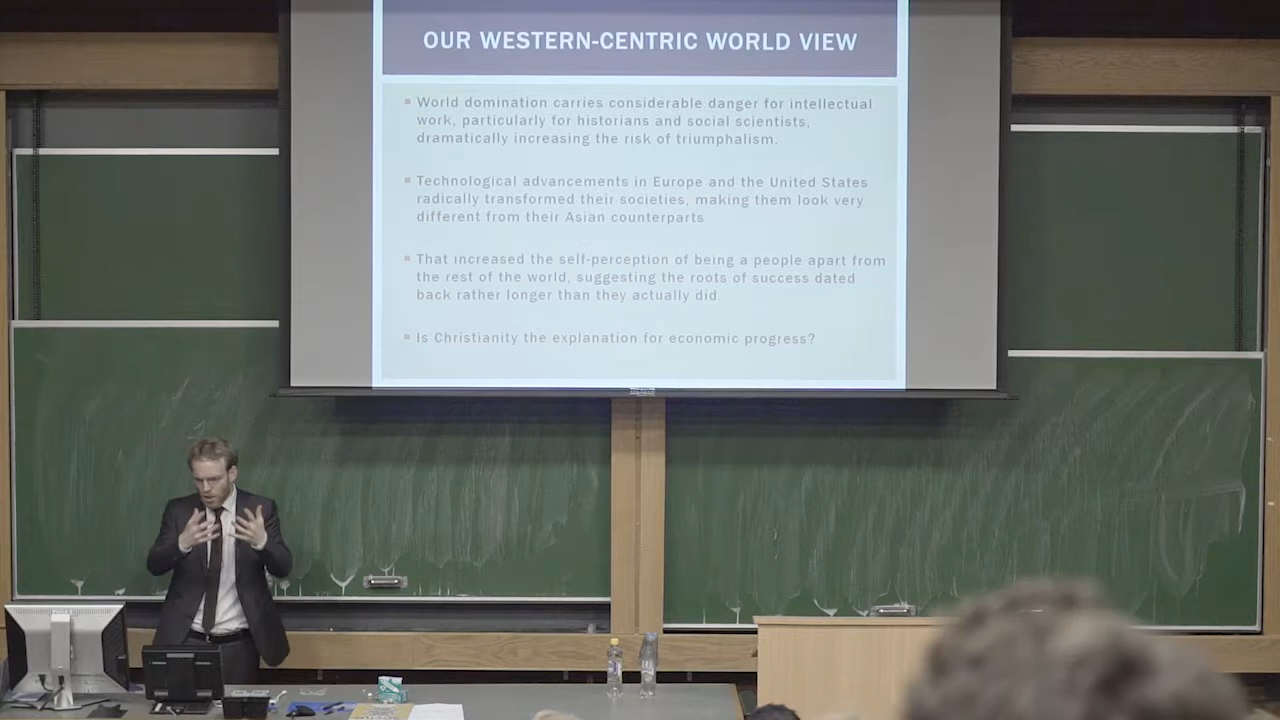 OUR WESTERN-CENTRIC WORLD VIEW
World domination carries considerable danger for intellectual
work, particularly for historians and social scientists,
dramatically increasing the risk of triumphalism.
Technological advancements in Europe and the United States
radically transformed their societies, making them look very
different from their Asian counterparts
That increased the self-perception of being a people apart from
the rest of the world, suggesting the roots of success dated
back rather longer than they actually did.
Is Christianity the explanation for economic progress?